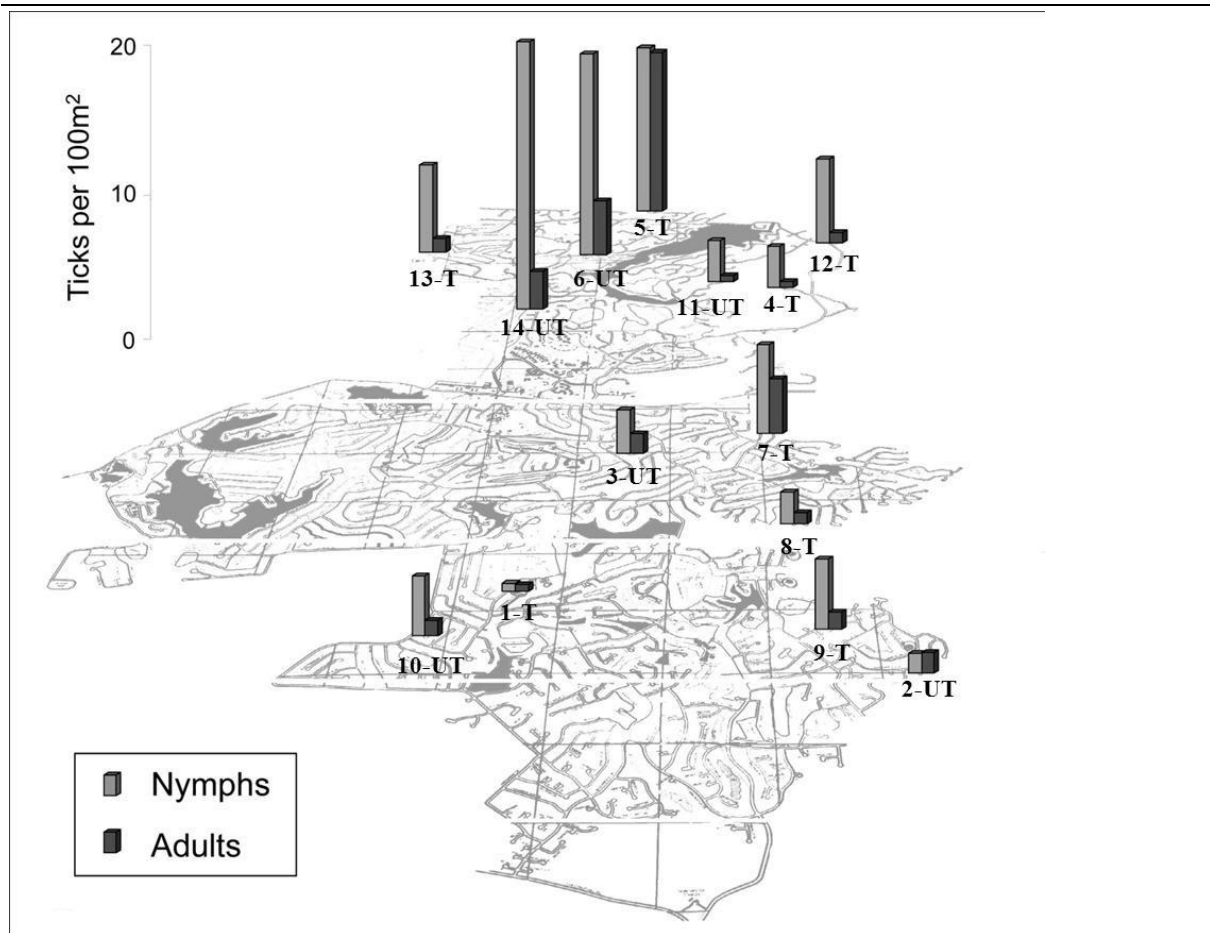 20
Ticks per 100m²
10
0
5-T
12-T
13-T
6-UT
11-UT
4-T
14-UT
7-T
3-UT
8-T
1-T
9-T
10-UT
2-UT
Nymphs
Adults